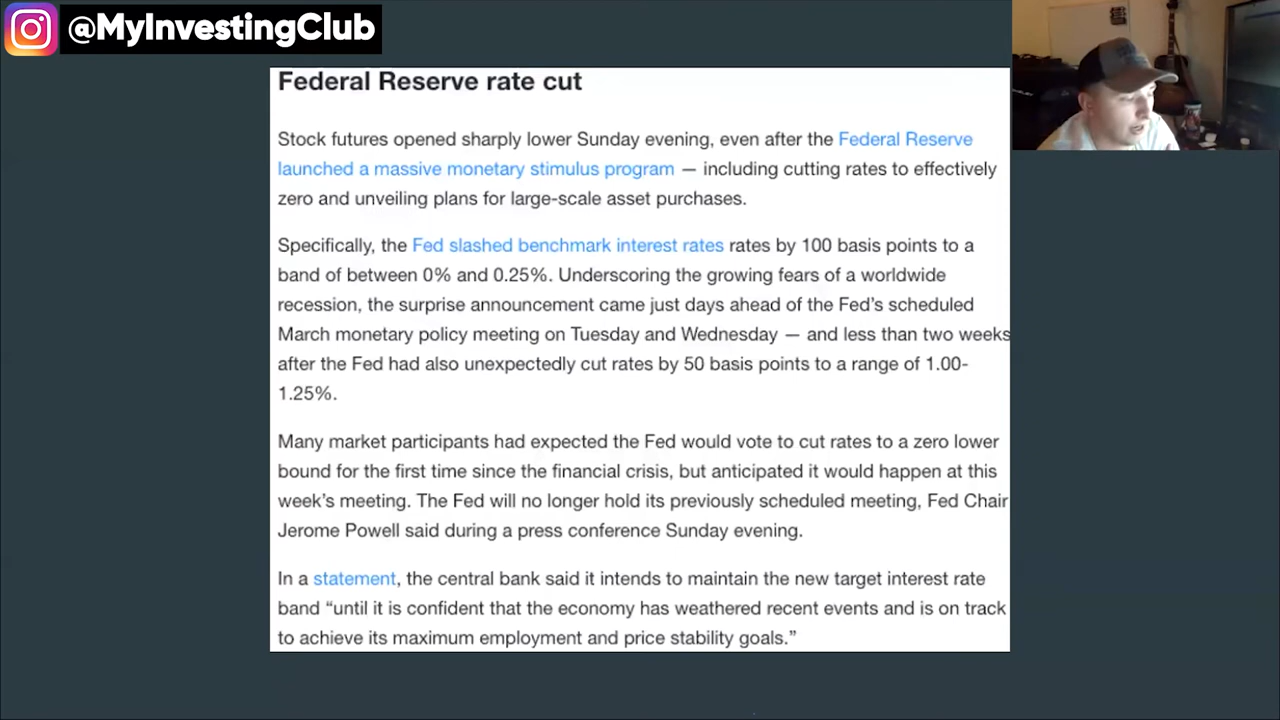 @MyInvestingClub
Federal Reserve rate cut
Stock futures opened sharply lower Sunday evening, even after the Federal Reserve
launched a massive monetary stimulus program — including cutting rates to effectively
zero and unveiling plans for large-scale asset purchases.
Specifically, the Fed slashed benchmark interest rates rates by 100 basis points to a
band of between 0% and 0.25%. Underscoring the growing fears of a worldwide
recession, the surprise announcement came just days ahead of the Fed's scheduled
March monetary policy meeting on Tuesday and Wednesday — and less than two weeks
after the Fed had also unexpectedly cut rates by 50 basis points to a range of 1.00-
1.25%.
Many market participants had expected the Fed would vote to cut rates to a zero lower
bound for the first time since the financial crisis, but anticipated it would happen at this
week's meeting. The Fed will no longer hold its previously scheduled meeting, Fed Chair
Jerome Powell said during a press conference Sunday evening.
In a statement, the central bank said it intends to maintain the new target interest rate
band “until it is confident that the economy has weathered recent events and is on track
to achieve its maximum employment and price stability goals.”